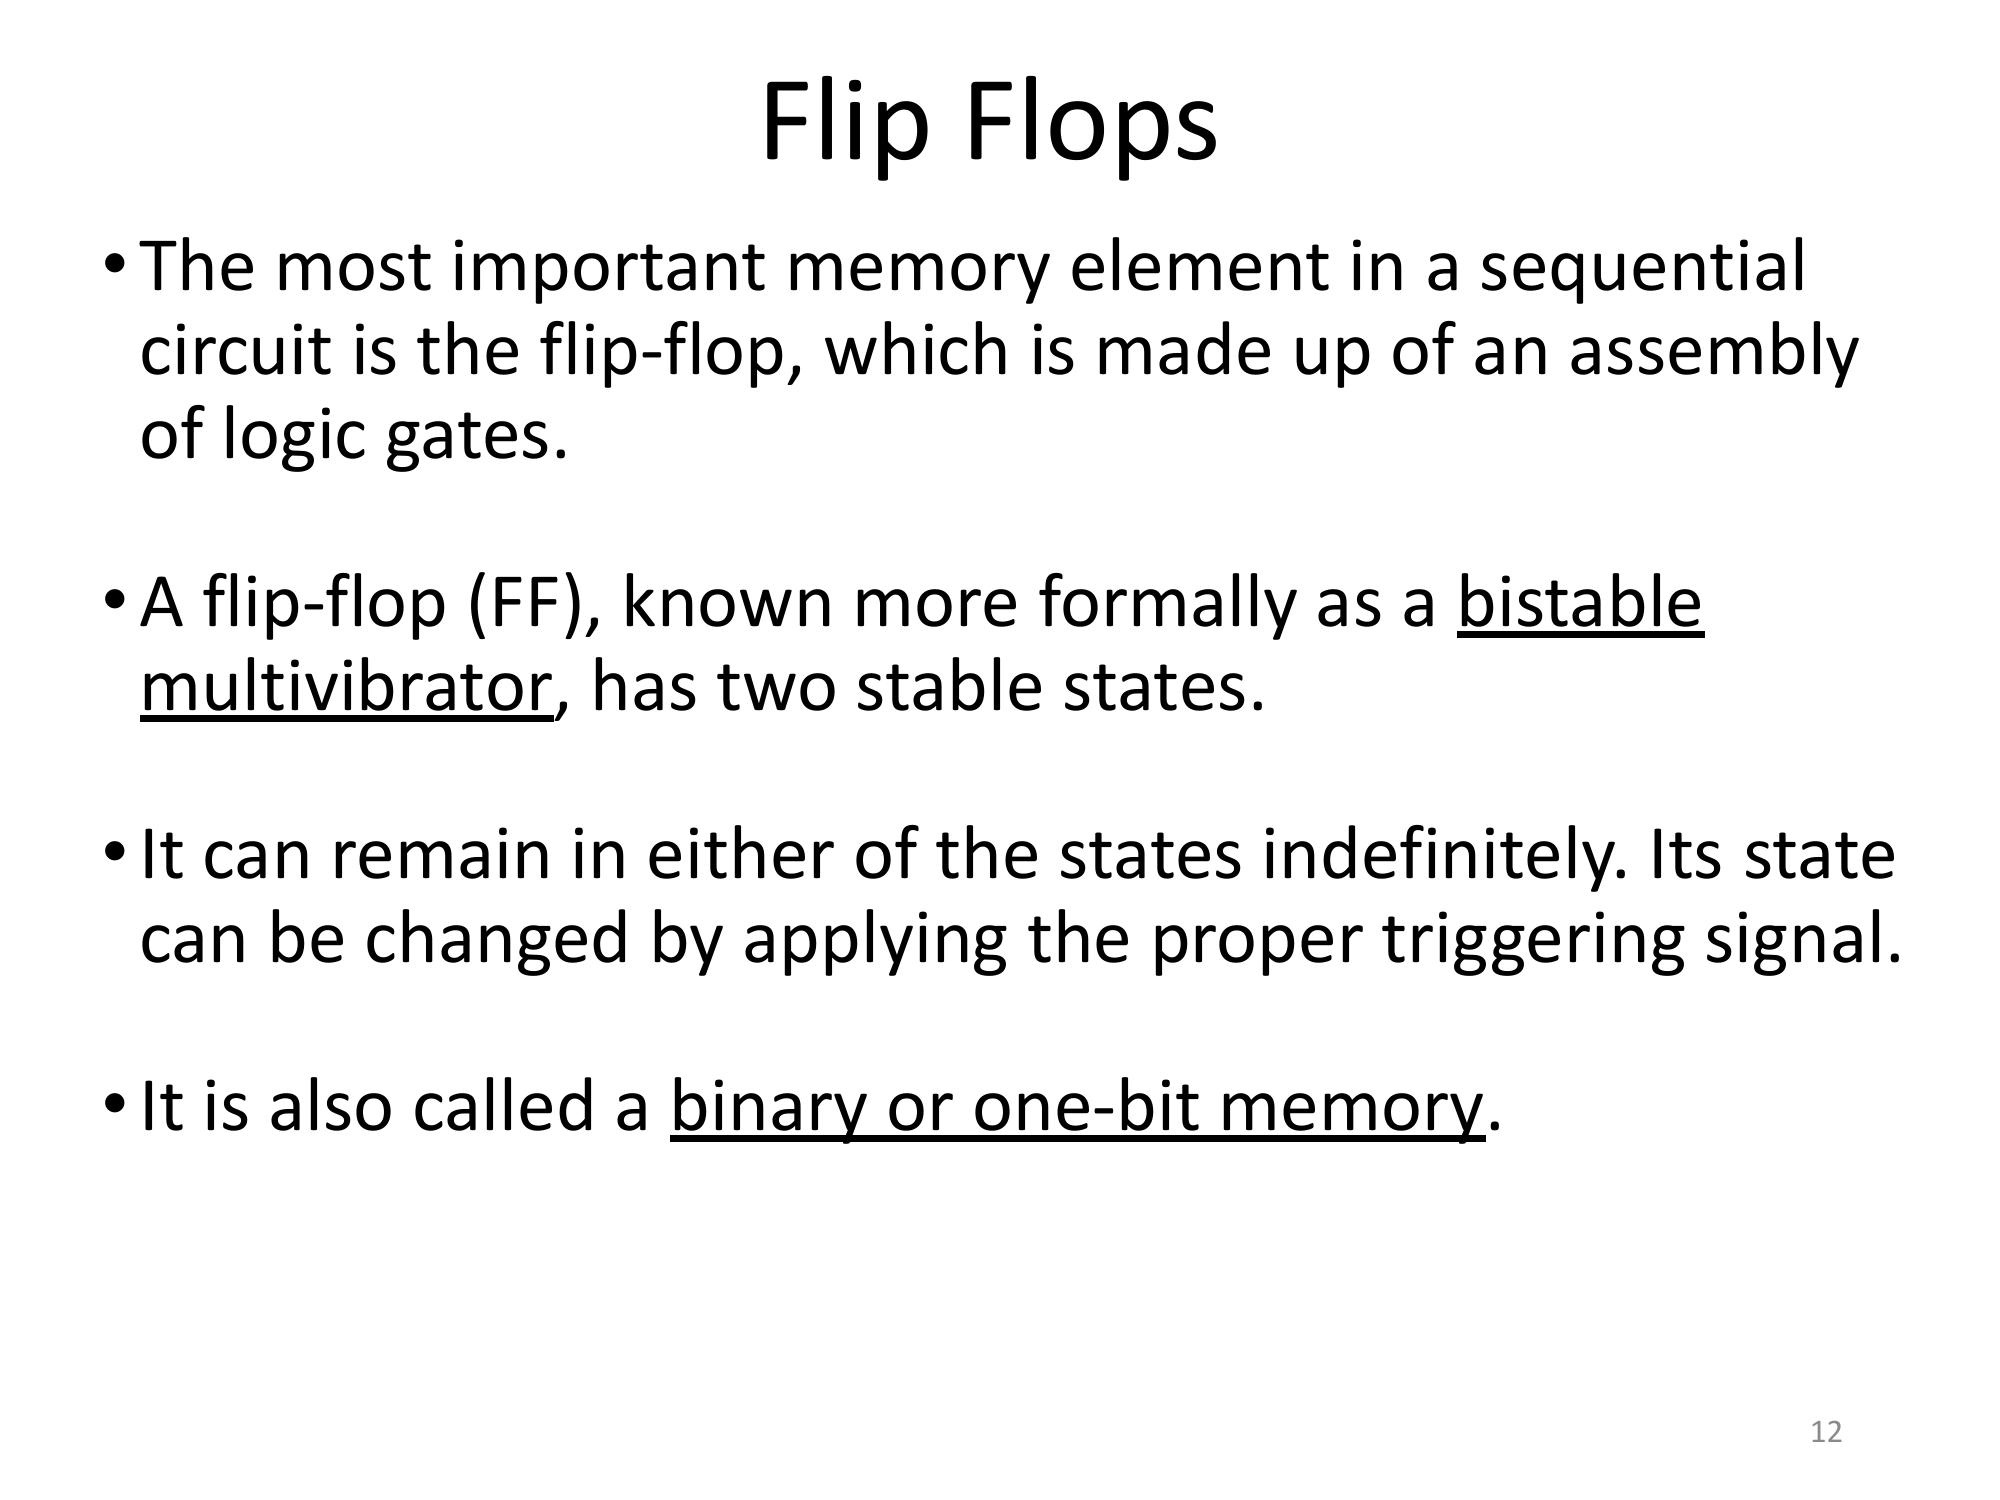 Flip Flops
• The most important memory element in a sequential
circuit is the flip-flop, which is made up of an assembly
of logic gates.
• A flip-flop (FF), known more formally as a bistable
multivibrator, has two stable states.
• It can remain in either of the states indefinitely. Its state
can be changed by applying the proper triggering signal.
• It is also called a binary or one-bit memory.
12